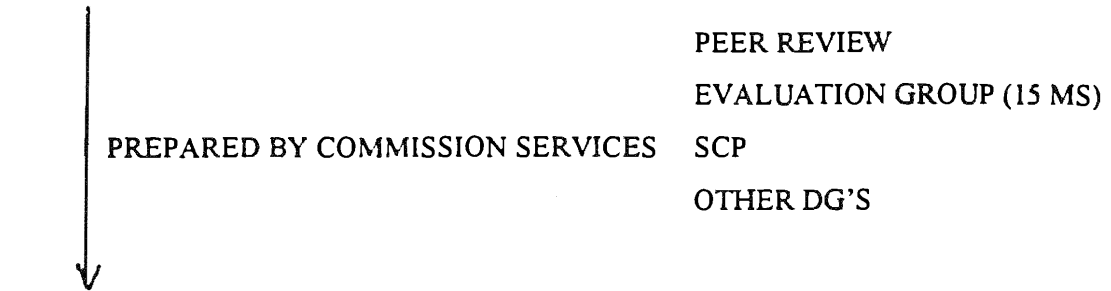 PEER REVIEW
EVALUATION GROUP (15 MS)
PREPARED BY COMMISSION SERVICES SCP
OTHER DG'S